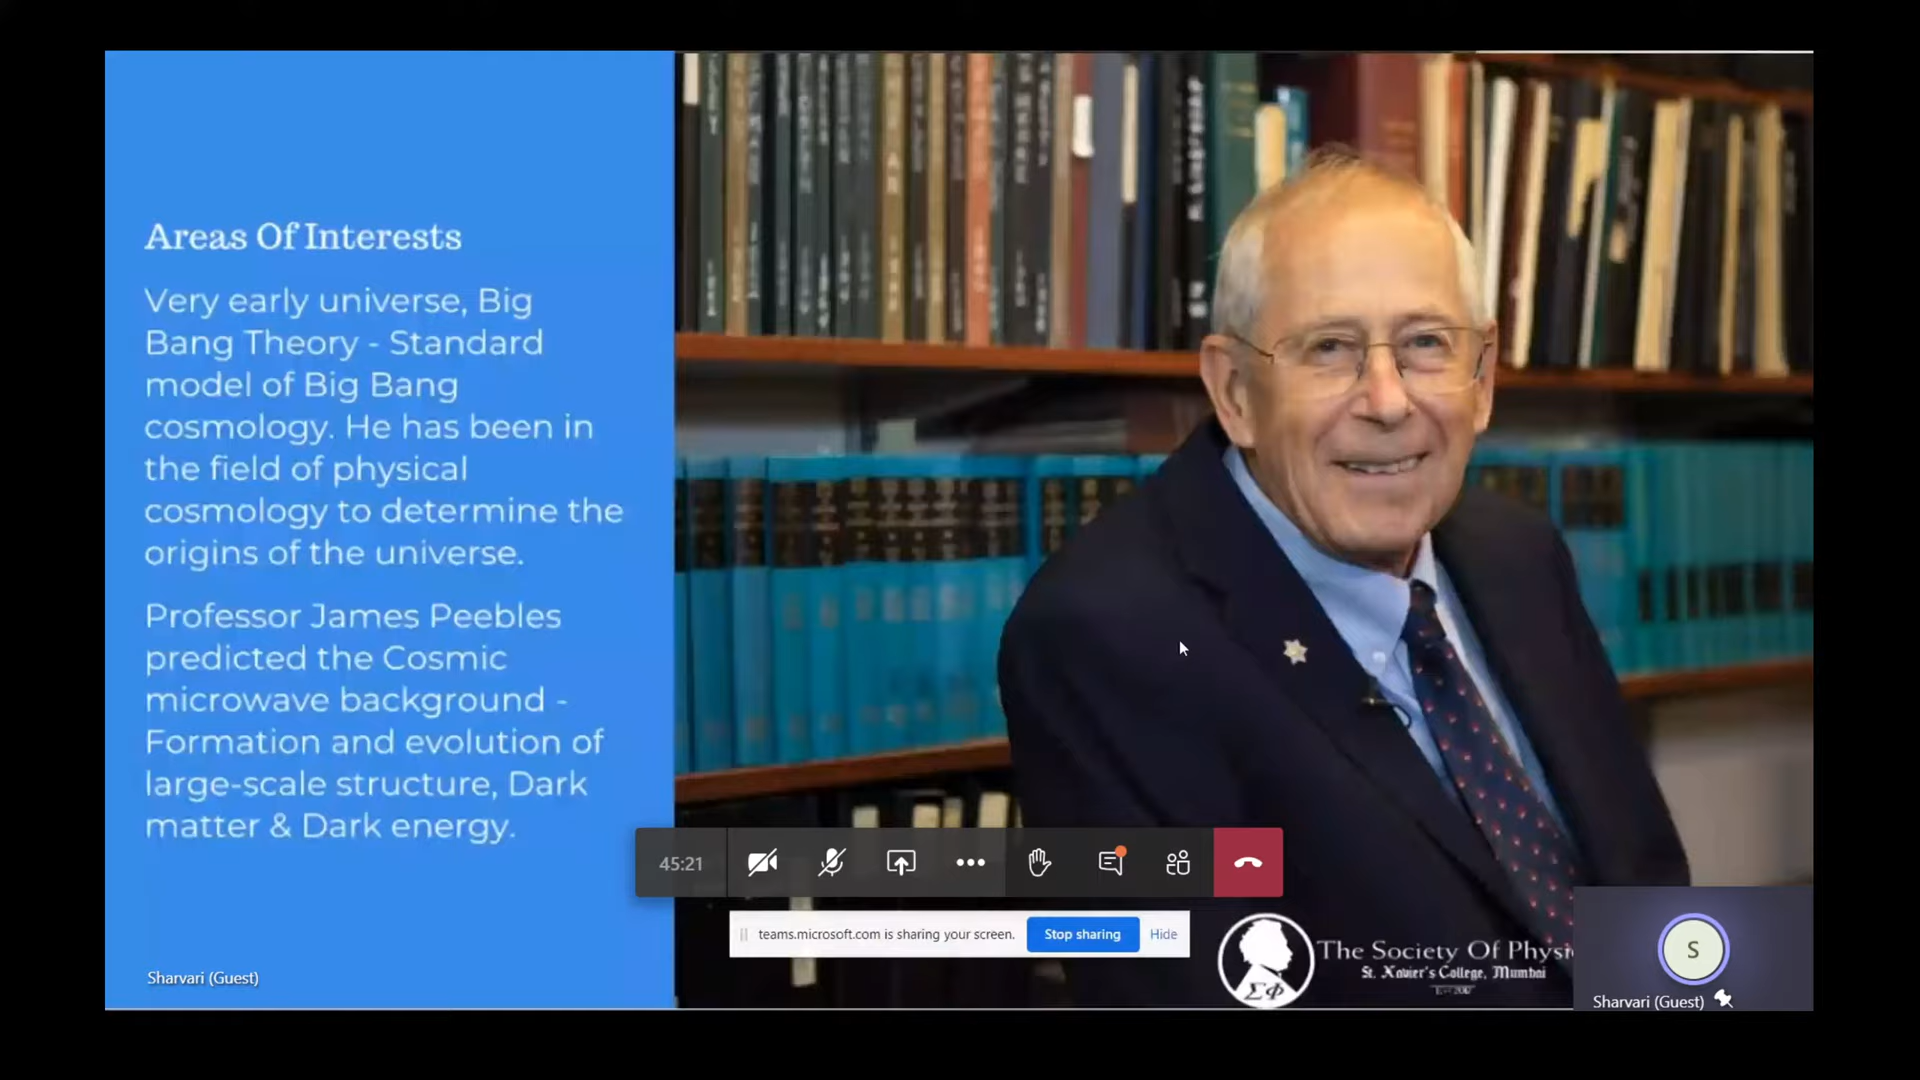 Areas Of Interests
Very early universe, Big
Bang Theory - Standard
model of Big Bang
cosmology. He has been in
the field of physical
cosmology to determine the
origins of the universe.
Professor James Peebles
predicted the Cosmic
microwave background -
Formation and evolution of
large-scale structure, Dark
matter & Dark energy.
45:21
teams.microsoft.com is sharing your screen.
Stop sharing
Hide
ΣΦ
The Society Of Physi
St. Xavier's College, Mumbai
S
Sharvari (Guest)
Sharvari (Guest)